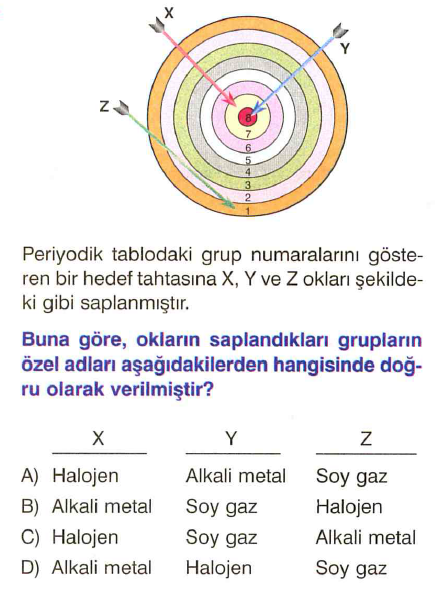 X
Y
Z
8
7
6
5
4
3
2
1
Periyodik tablodaki grup numaralarını göste-
ren bir hedef tahtasına X, Y ve Z okları şekilde-
ki gibi saplanmıştır.
Buna göre, okların saplandıkları grupların
özel adları aşağıdakilerden hangisinde doğ-
ru olarak verilmiştir?
X Y Z
A) Halojen Alkali metal Soy gaz
B) Alkali metal Soy gaz Halojen
C) Halojen Soy gaz Alkali metal
D) Alkali metal Halojen Soy gaz